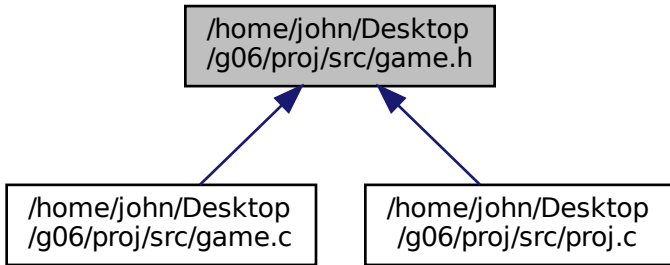 /home/john/Desktop
/g06/proj/src/game.h
/home/john/Desktop
/g06/proj/src/game.c
/home/john/Desktop
/g06/proj/src/proj.c